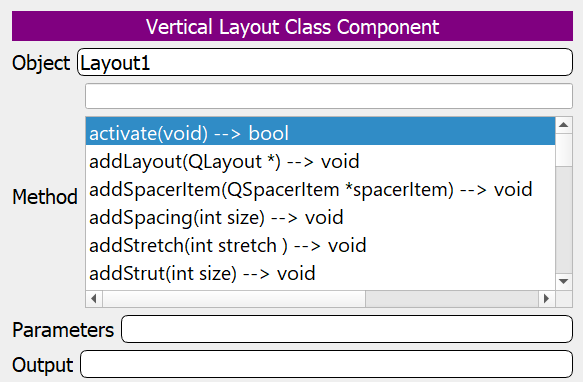 Vertical Layout Class Component
Object Layout1
activate(void) --> bool
addLayout(QLayout *) --> void
addSpacerItem(QSpacerItem *spacerItem) --> void
Method
addSpacing(int size) --> void
addStretch(int stretch ) --> void
addStrut(int size) --> void
Parameters
Output